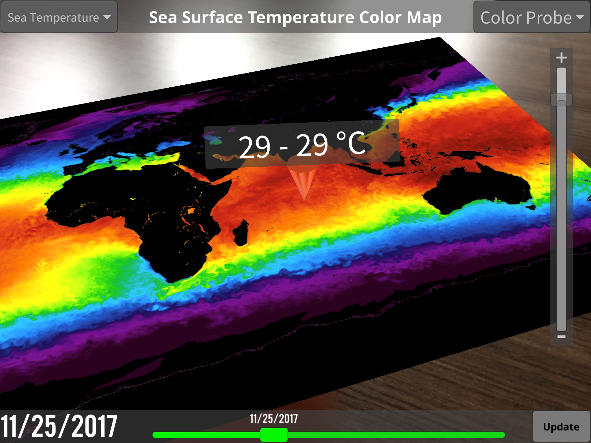 Sea Temperature
Sea Surface Temperature Color Map
Color Probe
+
29 - 29 °C
11/25/2017
11/25/2017
Update